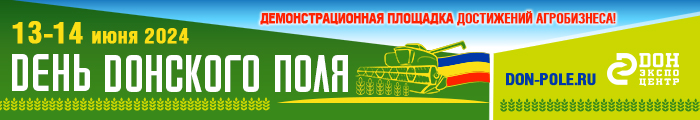 ДЕМОНСТРАЦИОННАЯ ПЛОЩАДКА ДОСТИЖЕНИЙ АГРОБИЗНЕСА!
13-14 июня 2024
ДЕНЬ ДОНСКОГО ПОЛЯ
DON-POLE.RU
ДОН
ЭКСПО
ЦЕНТР